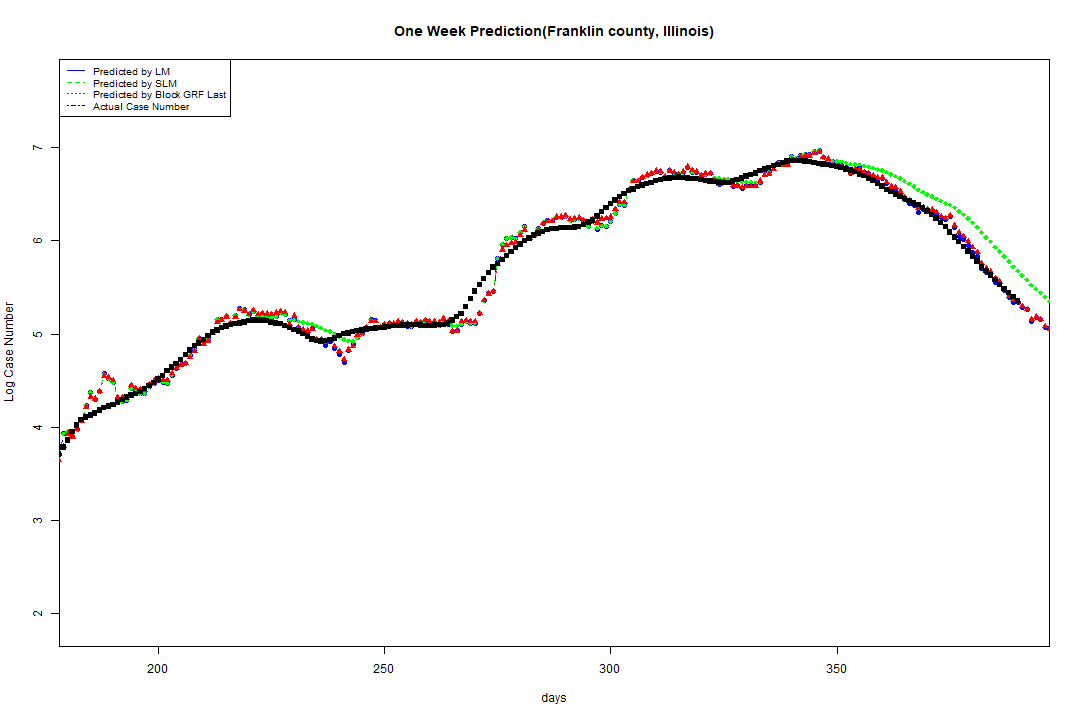 One Week Prediction(Franklin county, Illinois)
Predicted by LM
Predicted by SLM
Predicted by Block GRF Last
Actual Case Number
Log Case Number
7
6
5
4
3
2
200 250 300 350
days